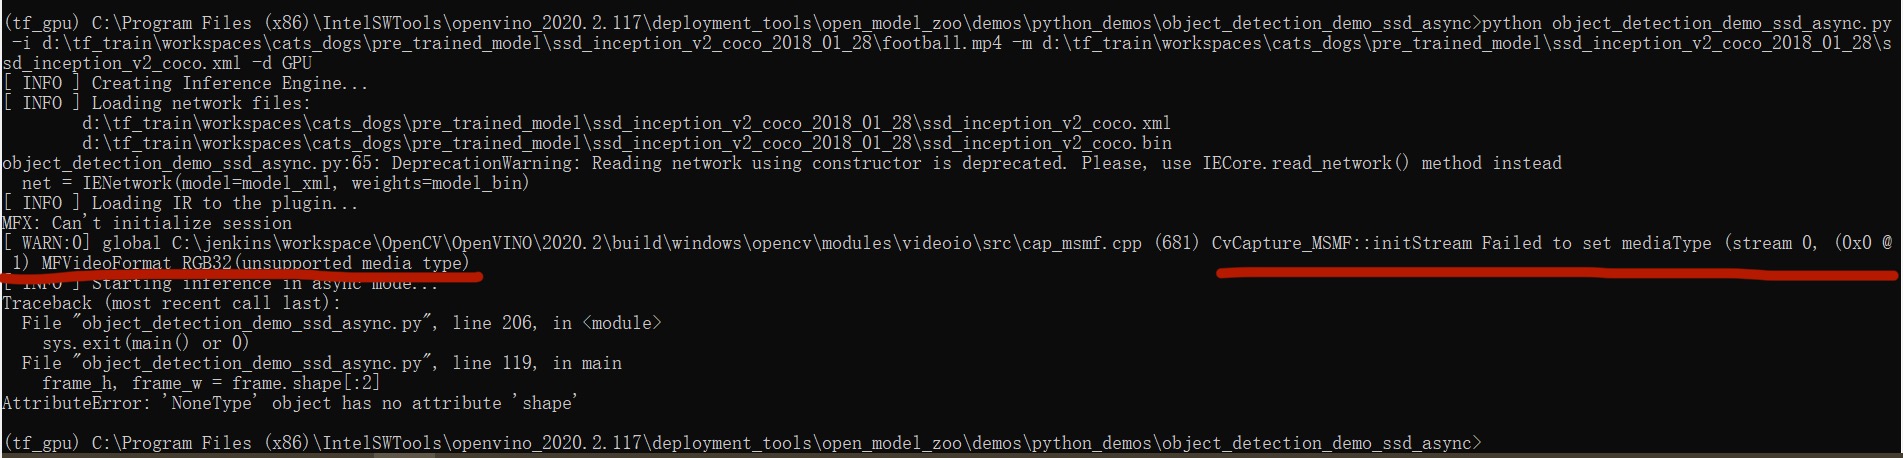 (tf_gpu) C:\Program Files (x86)\IntelSWTools\openvino_2020.2.117\deployment_tools\open_model_zoo\demos\python_demos\object_detection_demo_ssd_async>python object_detection_demo_ssd_async.py
-i d:\tf_train\workspaces\cats_dogs\pre_trained_model\ssd_inception_v2_coco_2018_01_28\football.mp4 -m d:\tf_train\workspaces\cats_dogs\pre_trained_model\ssd_inception_v2_coco_2018_01_28\s
sd_inception_v2_coco.xml -d GPU
[ INFO ] Creating Inference Engine...
[ INFO ] Loading network files:
d:\tf_train\workspaces\cats_dogs\pre_trained_model\ssd_inception_v2_coco_2018_01_28\ssd_inception_v2_coco.xml
d:\tf_train\workspaces\cats_dogs\pre_trained_model\ssd_inception_v2_coco_2018_01_28\ssd_inception_v2_coco.bin
object_detection_demo_ssd_async.py:65: DeprecationWarning: Reading network using constructor is deprecated. Please, use IECore.read_network() method instead
net = IENetwork(model=model_xml, weights=model_bin)
[ INFO ] Loading IR to the plugin...
MFX: Can't initialize session
[ WARN:0] global C:\jenkins\workspace\OpenCV\OpenVINO\2020.2\build\windows\opencv\modules\videoio\src\cap_msmf.cpp (681) CvCapture_MSMF::initStream Failed to set mediaType (stream 0, (0x0 @
1) MFVideoFormat_RGB32(unsupported media type)
[ INFO ] Starting inference in async mode...
Traceback (most recent call last):
File "object_detection_demo_ssd_async.py", line 206, in <module>
sys.exit(main() or 0)
File "object_detection_demo_ssd_async.py", line 119, in main
frame_h, frame_w = frame.shape[:2]
AttributeError: 'NoneType' object has no attribute 'shape'
(tf_gpu) C:\Program Files (x86)\IntelSWTools\openvino_2020.2.117\deployment_tools\open_model_zoo\demos\python_demos\object_detection_demo_ssd_async>